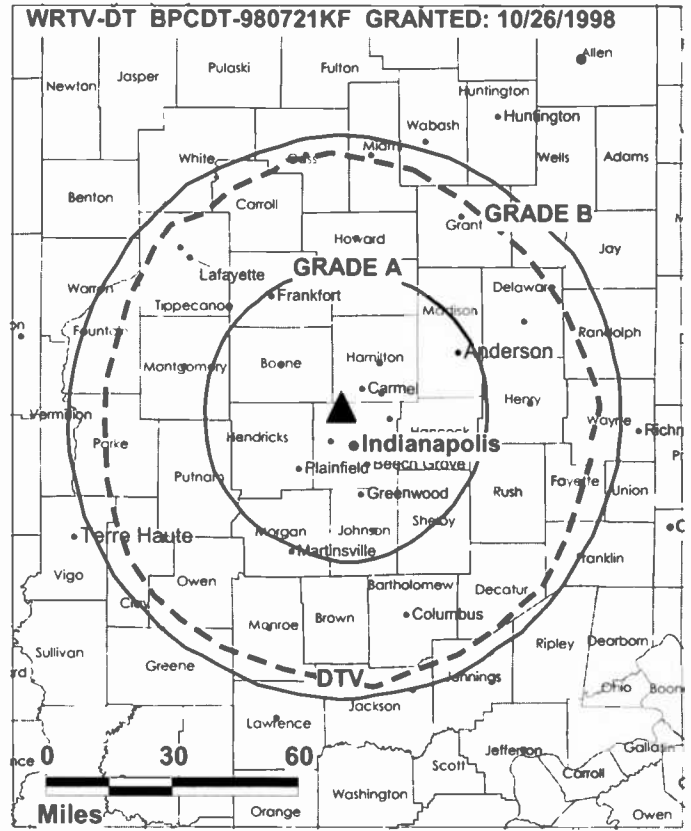 WRTV-DT BPCDT-980721KF GRANTED: 10/26/1998
Allen
Pulaski
Fulton
Jasper
Newton
Huntington
Huntington
Wabash
Miami
White
Cass
Wells
Adams
Benton
Carroll
GRADE B
Grant
Howard
Jay
GRADE A
Lafayette
Warren
Delaware
Frankfort
Tippecanoe
Madison
Fountain
Randolph
Anderson
Hamilton
Boone
Montgomery
Carmel
Henry
Vermillion
Wayne
Richm
Hancock
Hendricks
Parke
Indianapolis
Plainfield
Beech Grove
Putnam
Fayette
Union
Rush
Greenwood
Shelby
Morgan
Johnson
Terre Haute
Martinsville
Franklin
Vigo
Owen
Bartholomew
Decatur
Clay
Brown
Columbus
Monroe
Ripley
Dearborn
Sullivan
Greene
DTV
Jennings
Ohio
Boone
Jackson
Lawrence
Jefferson
Gallatin
0 30 60
Scott
Carroll
Washington
Miles
Orange
Owen